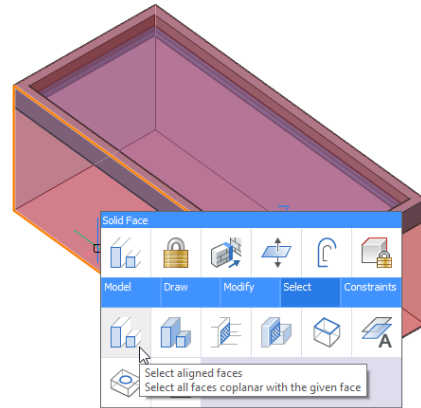 Solid Face
Model Draw Modify Select Constraints
A
Select aligned faces
Select all faces coplanar with the given face